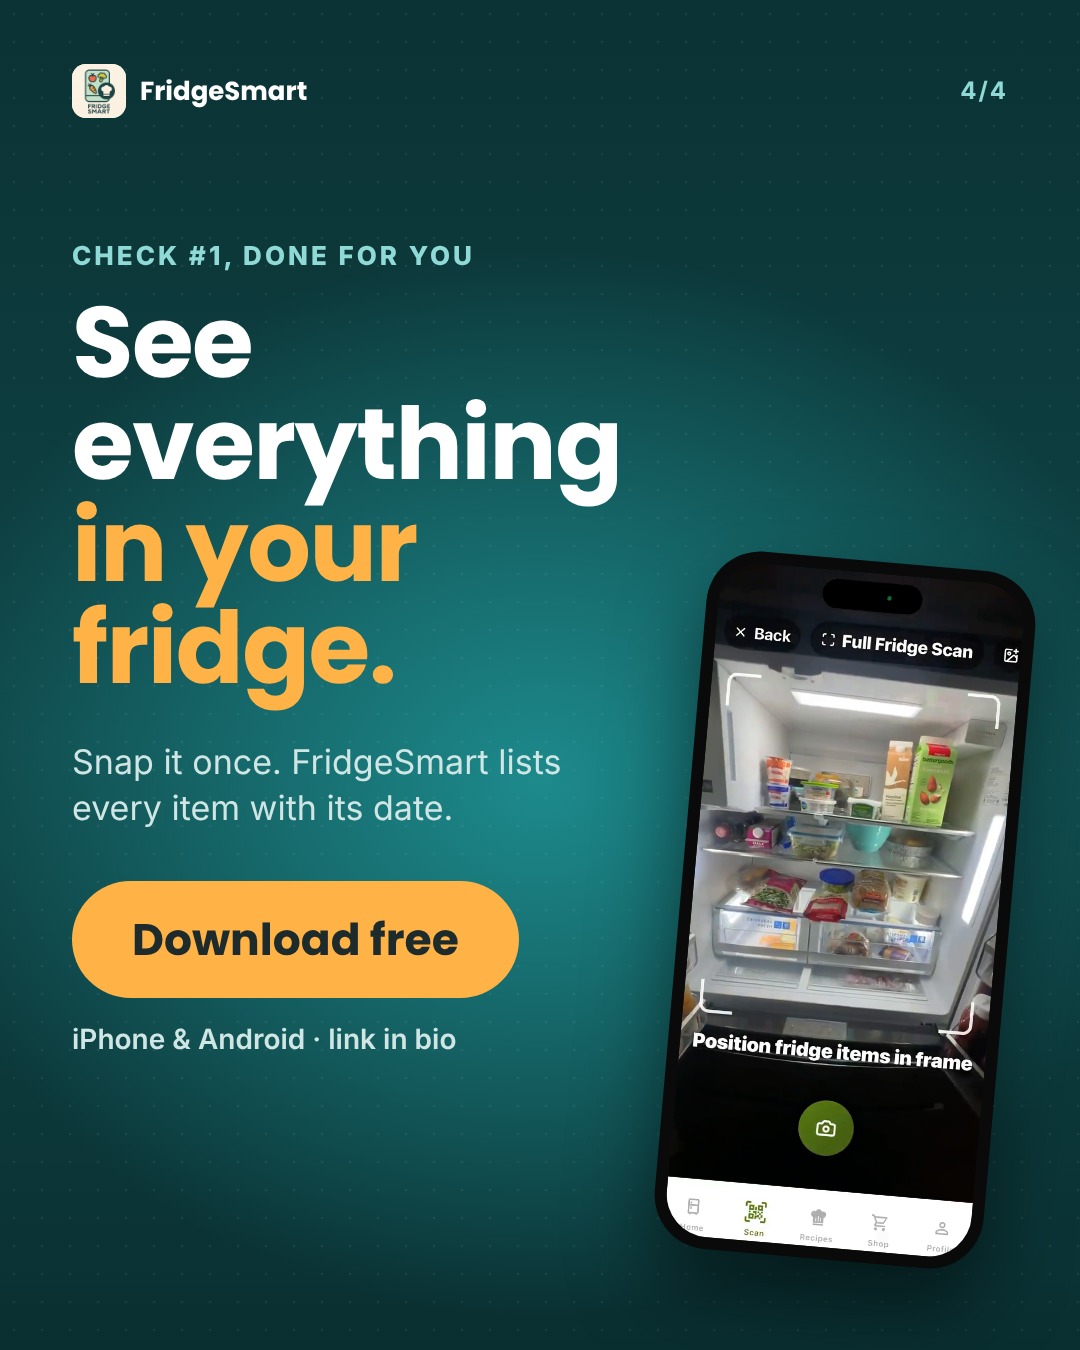 FRIDGE
SMART
FridgeSmart
4/4
CHECK #1, DONE FOR YOU
See
everything
in your
fridge.
Snap it once. FridgeSmart lists
every item with its date.
Download free
iPhone & Android · link in bio
Back
Full Fridge Scan
Position fridge items in frame
Scan
Recipes
Shop